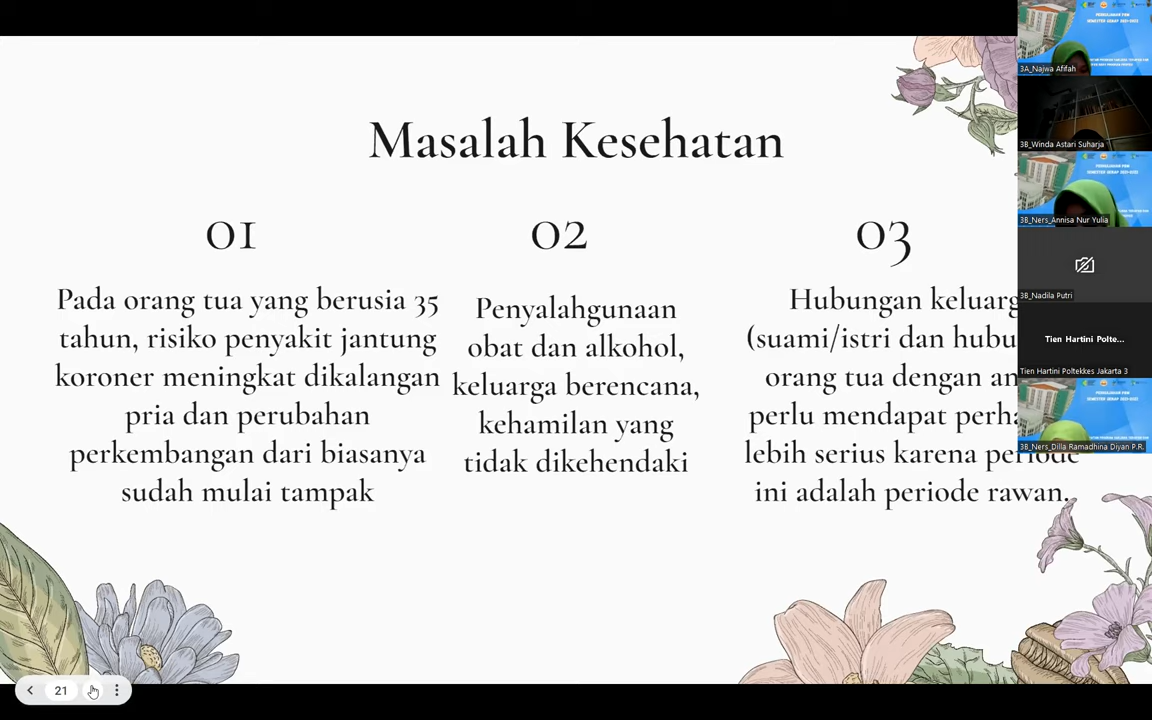 Masalah Kesehatan
01
Pada orang tua yang berusia 35
tahun, risiko penyakit jantung
koroner meningkat dikalangan
pria dan perubahan
perkembangan dari biasanya
sudah mulai tampak
02
Penyalahgunaan
obat dan alkohol,
keluarga berencana,
kehamilan yang
tidak dikehendaki
03
Hubungan keluarg
(suami/istri dan hubu
orang tua dengan an
perlu mendapat perha
lebih serius karena periode
ini adalah periode rawan.
3A_Najwa Afifah
3B_Winda Astari Suharja
3B_Ners_Annisa Nur Yulia
3B_Nadila Putri
Tien Hartini Polte...
Tien Hartini Poltekkes Jakarta 3
3B_Ners_Dilla Ramadhina Diyan P.R.
21